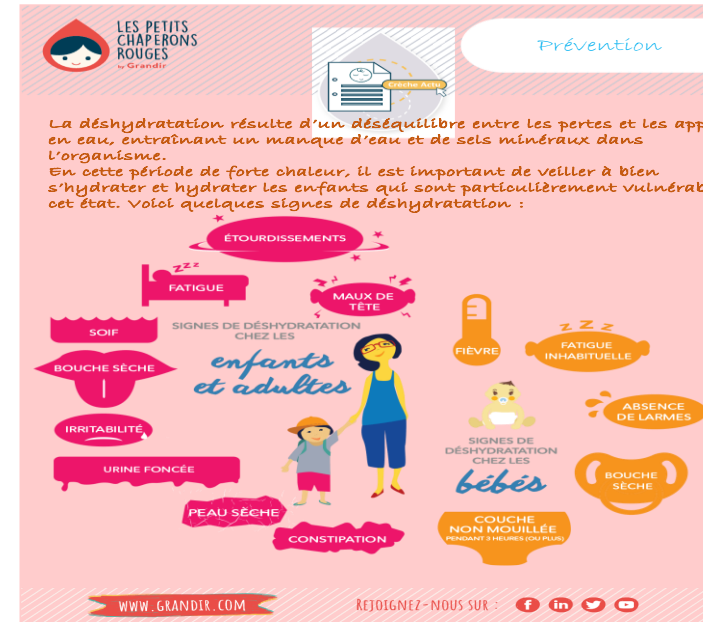 LES PETITS
CHAPERONS
ROUGES
by Grandir
Prévention
Crèche Actu
La déshydratation résulte d'un déséquilibre entre les pertes et les
en eau, entraînant un manque d'eau et de sels minéraux dans
l'organisme.
En cette période de forte chaleur, il est important de veiller à bien
s'hydrater et hydrater les enfants qui sont particulièrement
cet état. Voici quelques signes de déshydratation :
ÉTOURDISSEMENTS
ZZZ
FATIGUE
MAUX DE
TÊTE
SOIF
SIGNES DE DÉSHYDRATATION
CHEZ LES
enfants
et adultes
BOUCHE SÈCHE
IRRITABILITÉ
URINE FONCÉE
PEAU SÈCHE
CONSTIPATION
FIÈVRE
ZZZ
FATIGUE
INHABITUELLE
ABSENCE
DE LARMES
SIGNES DE
DÉSHYDRATATION
CHEZ LES
bébés
BOUCHE
SÈCHE
COUCHE
NON MOUILLÉE
PENDANT 3 HEURES (OU PLUS)
WWW.GRANDIR.COM
REJOIGNEZ-NOUS SUR :
f in